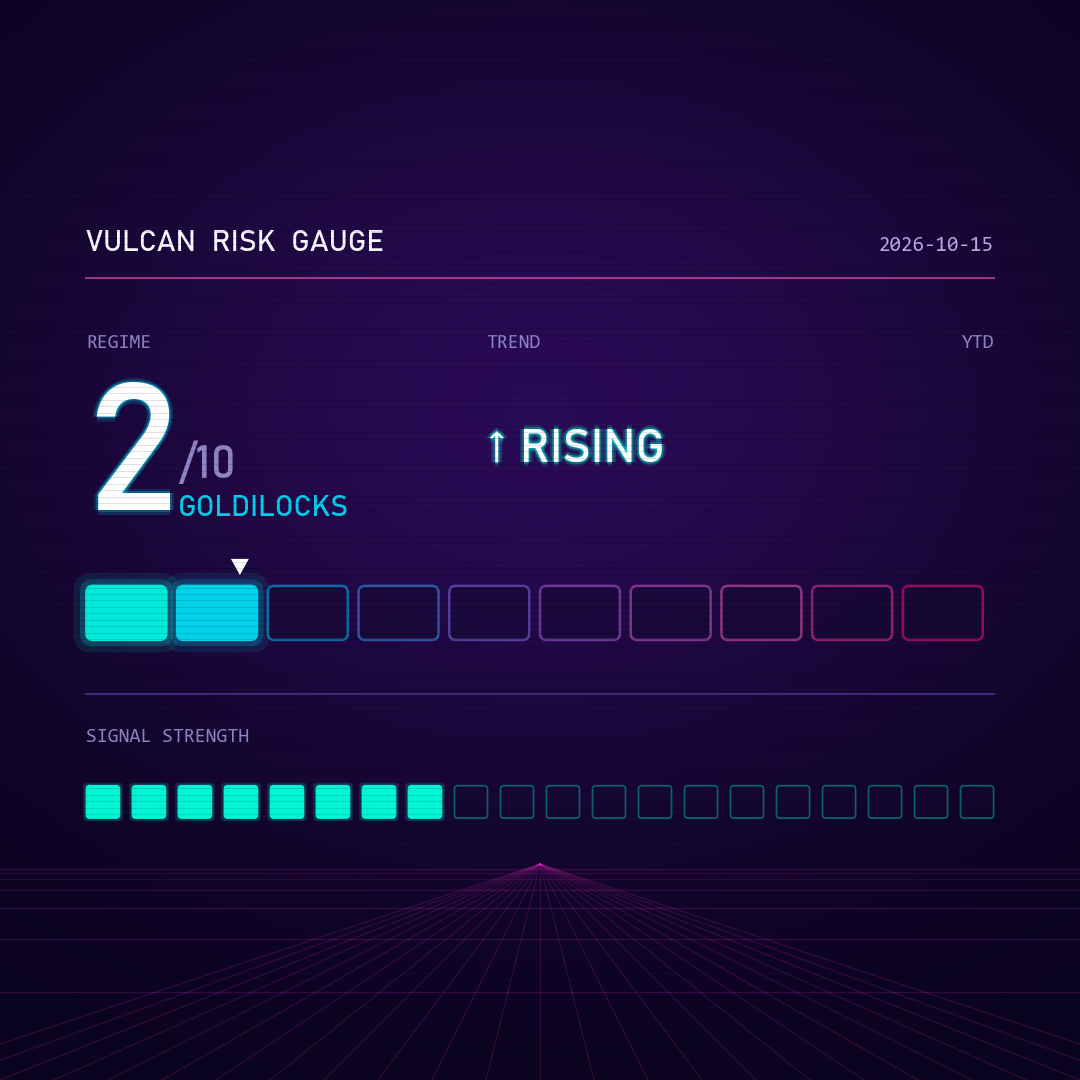 VULCAN RISK GAUGE
2026-10-15
REGIME
TREND
YTD
2/10
GOLDILOCKS
↑ RISING
SIGNAL STRENGTH